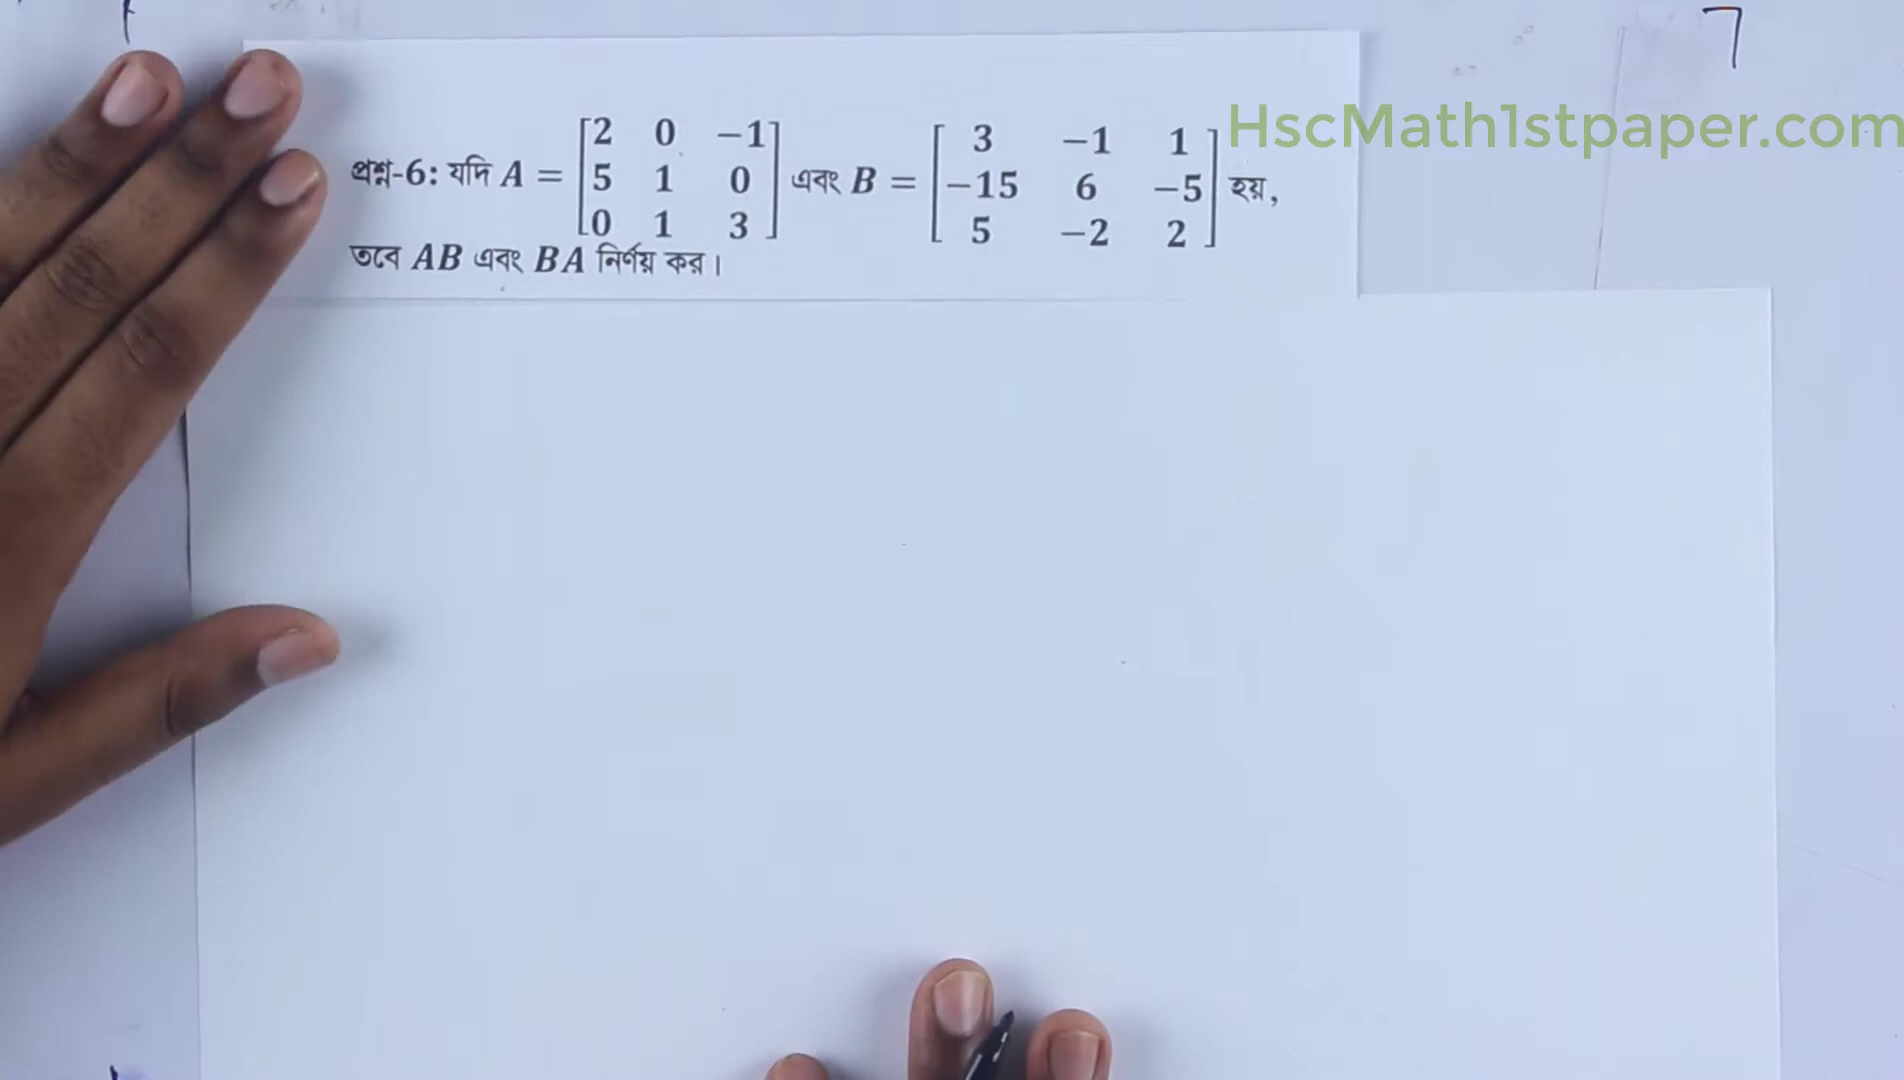 HscMath1stpaper.com
প্রশ্ন-6: যদি A = [2 0 −1; 5 1 0; 0 1 3] এবং B = [3 −1 1; −15 6 −5; 5 −2 2] হয়,
তবে AB এবং BA নির্ণয় কর।